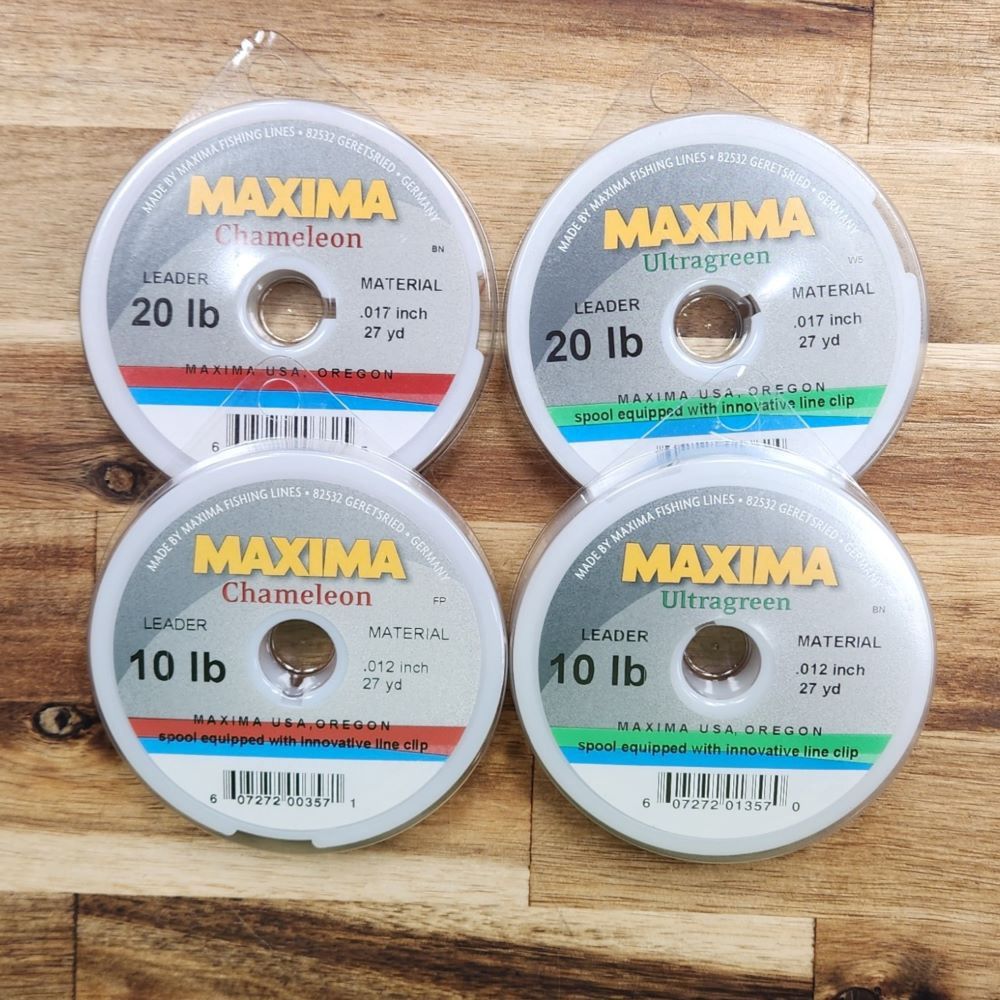 MADE BY MAXIMA FISHING LINES • 82532 GERETSRIED • GERMANY
MAXIMA
Chameleon
BN
LEADER
MATERIAL
20 lb
.017 inch
27 yd
MAXIMA USA, OREGON
6
MADE BY MAXIMA FISHING LINES • 82532 GERETSRIED • GERMANY
MAXIMA
Ultragreen
W5
LEADER
MATERIAL
20 lb
.017 inch
27 yd
MAXIMA USA, OREGON
spool equipped with innovative line clip
MADE BY MAXIMA FISHING LINES • 82532 GERETSRIED • GERMANY
MAXIMA
Chameleon
FP
LEADER
MATERIAL
10 lb
.012 inch
27 yd
MAXIMA USA, OREGON
spool equipped with innovative line clip
6 07272 00357 1
MADE BY MAXIMA FISHING LINES • 82532 GERETSRIED • GERMANY
MAXIMA
Ultragreen
BN
LEADER
MATERIAL
10 lb
.012 inch
27 yd
MAXIMA USA, OREGON
spool equipped with innovative line clip
6 07272 01357 0